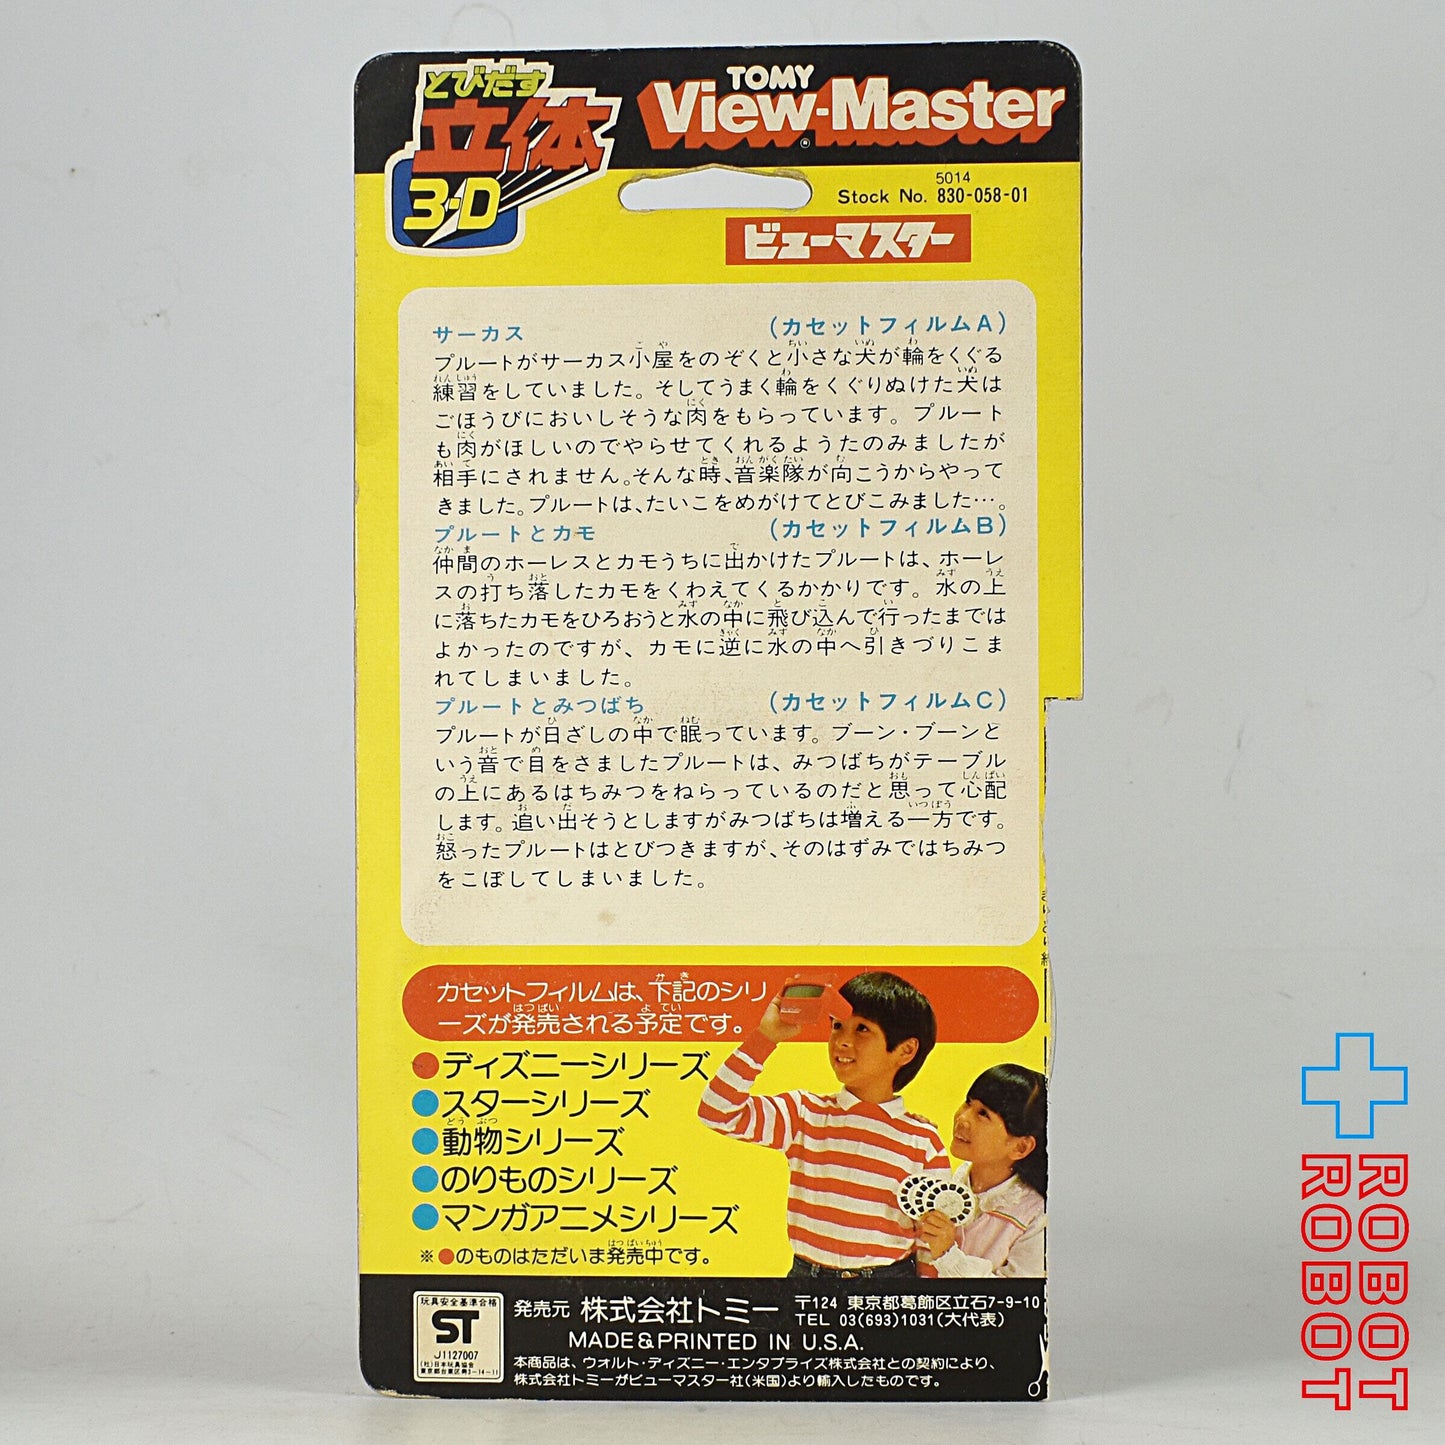 とびだす
立体
3-D
TOMY
View-Master®
5014
Stock No. 830-058-01
ビューマスター
サーカス (カセットフィルムA)
プルートがサーカス小屋をのぞくと小さな犬が輪をくぐる
練習をしていました。そしてうまく輪をくぐりぬけた犬は
ごほうびにおいしそうな肉をもらっています。プルート
も肉がほしいのでやらせてくれるようたのみましたが
相手にされません。そんな時、音楽隊が向こうからやって
きました。プルートは、たいこをめがけてとびこみました…。
プルートとカモ (カセットフィルムB)
仲間のホーレスとカモうちに出かけたプルートは、ホーレ
スの打ち落したカモをくわえてくるかかりです。水の上
に落ちたカモをひろおうと水の中に飛び込んで行ったまでは
よかったのですが、カモに逆に水の中へ引きづりこま
れてしまいました。
プルートとみつばち (カセットフィルムC)
プルートが日ざしの中で眠っています。ブーン・ブーンと
いう音で目をさましたプルートは、みつばちがテーブル
の上にあるはちみつをねらっているのだと思って心配
します。追い出そうとしますがみつばちは増える一方です。
怒ったプルートはとびつきますが、そのはずみではちみつ
をこぼしてしまいました。
カセットフィルムは、下記のシリ
ーズが発売される予定です。
●ディズニーシリーズ
●スターシリーズ
●動物シリーズ
●のりものシリーズ
●マンガアニメシリーズ
※●のものはただいま発売中です。
玩具安全基準合格
ST
J1127007
(社)日本玩具協会
東京都台東区駒3-14-11
発売元 株式会社トミー 〒124 東京都葛飾区立石7-9-10
TEL 03(693)1031(大代表)
MADE & PRINTED IN U.S.A.
本商品は、ウォルト・ディズニー・エンタプライズ株式会社との契約により、
株式会社トミーがビューマスター社(米国)より輸入したものです。
ROBOT
ROBOT